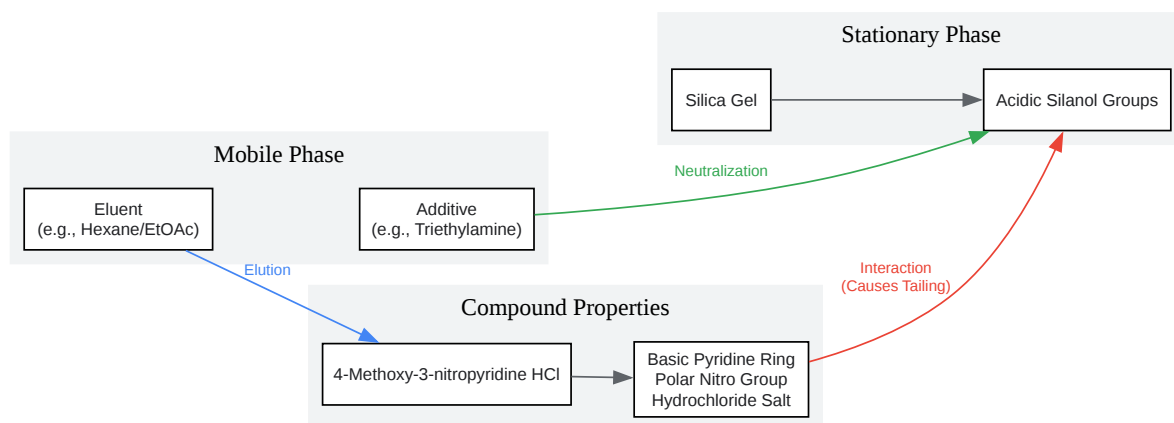 Stationary Phase
Silica Gel
Acidic Silanol Groups
Mobile Phase
Eluent
(e.g., Hexane/EtOAc)
Additive
(e.g., Triethylamine)
Neutralization
Elution
Interaction
(Causes Tailing)
Compound Properties
4-Methoxy-3-nitropyridine HCl
Basic Pyridine Ring
Polar Nitro Group
Hydrochloride Salt